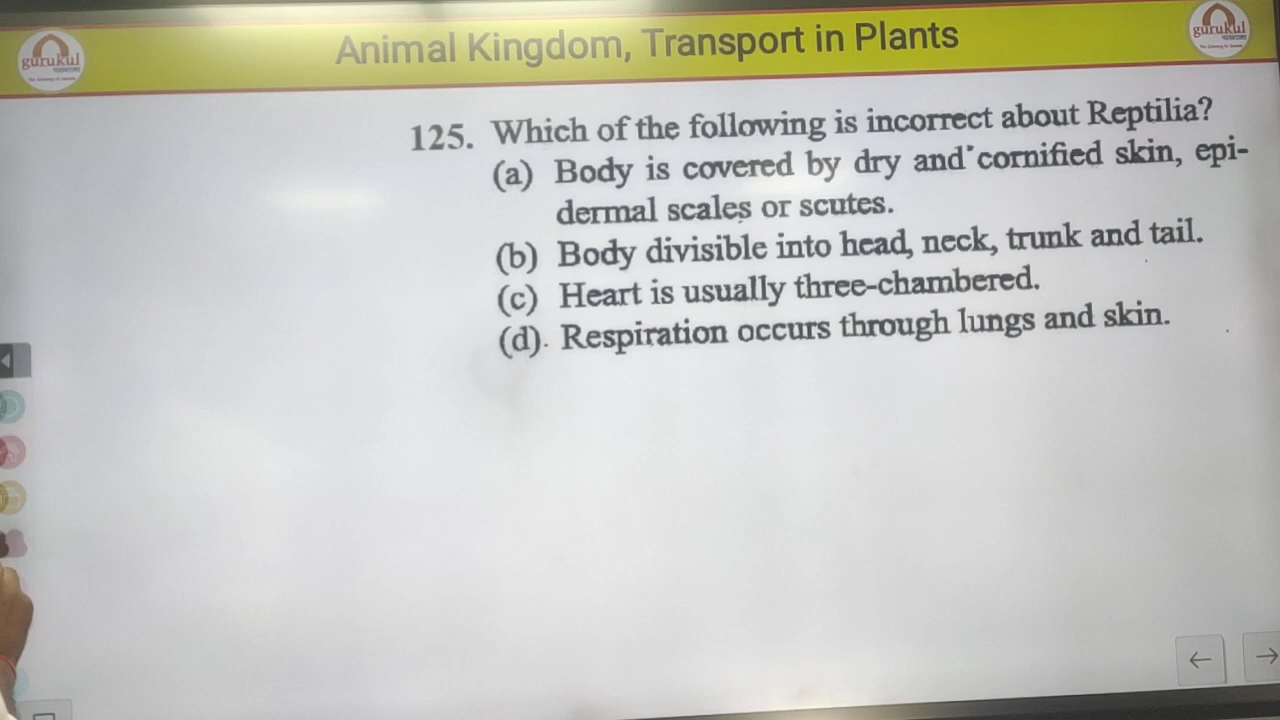 Animal Kingdom, Transport in Plants
gurukul
gurukul
125. Which of the following is incorrect about Reptilia?
(a) Body is covered by dry and cornified skin, epi-
dermal scales or scutes.
(b) Body divisible into head, neck, trunk and tail.
(c) Heart is usually three-chambered.
(d). Respiration occurs through lungs and skin.